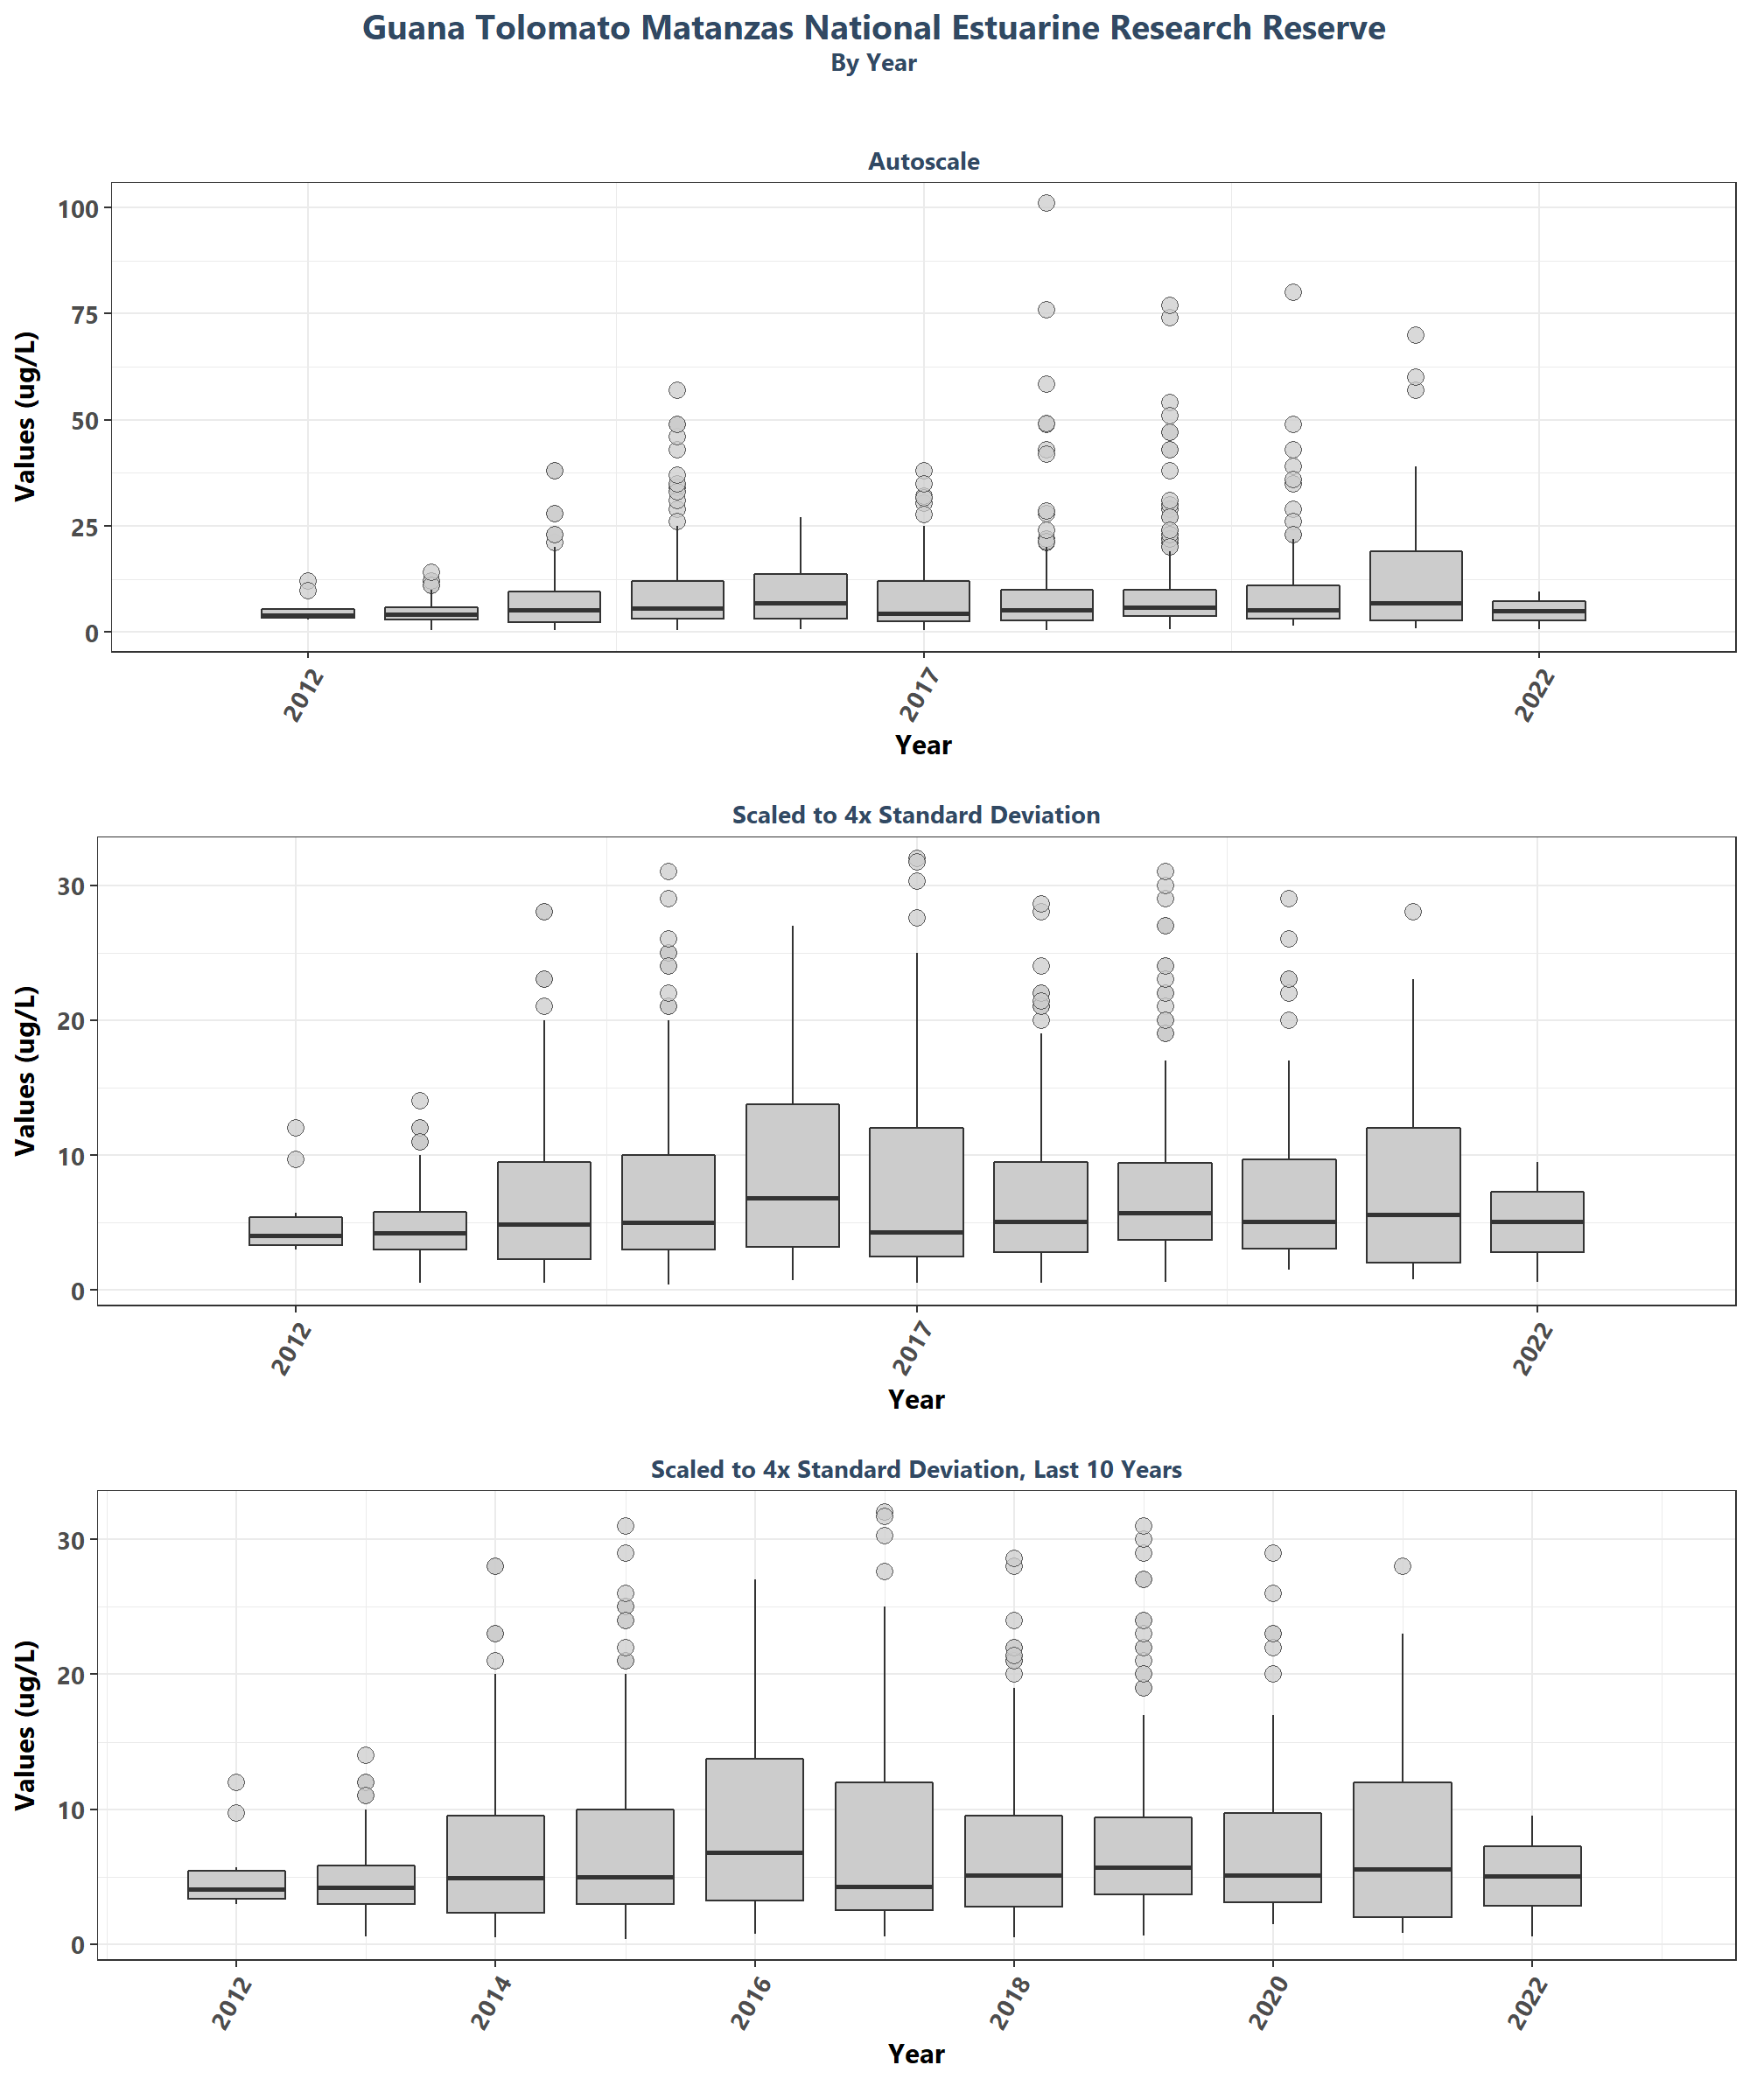 Guana Tolomato Matanzas National Estuarine Research Reserve
By Year
Autoscale
Values (ug/L)
100
75
50
25
0
2012
2017
2022
Year
Scaled to 4x Standard Deviation
Values (ug/L)
30
20
10
0
2012
2017
2022
Year
Scaled to 4x Standard Deviation, Last 10 Years
Values (ug/L)
30
20
10
0
2012
2014
2016
2018
2020
2022
Year